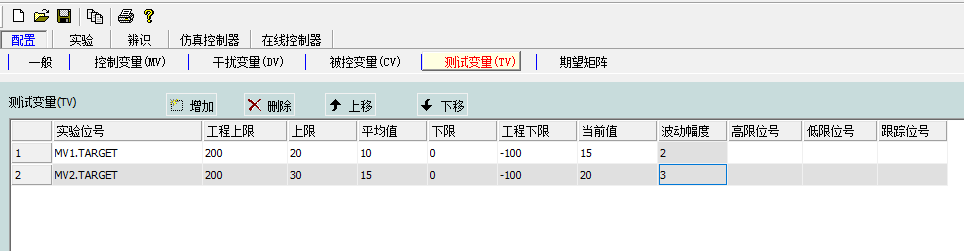 配置 实验 辨识 仿真控制器 在线控制器
一般 控制变量(MV) 干扰变量(DV) 被控变量(CV) 测试变量(TV) 期望矩阵
测试变量(TV) 增加 删除 上移 下移
实验位号 工程上限 上限 平均值 下限 工程下限 当前值 波动幅度 高限位号 低限位号 跟踪位号
1 MV1.TARGET 200 20 10 0 -100 15 2
2 MV2.TARGET 200 30 15 0 -100 20 3